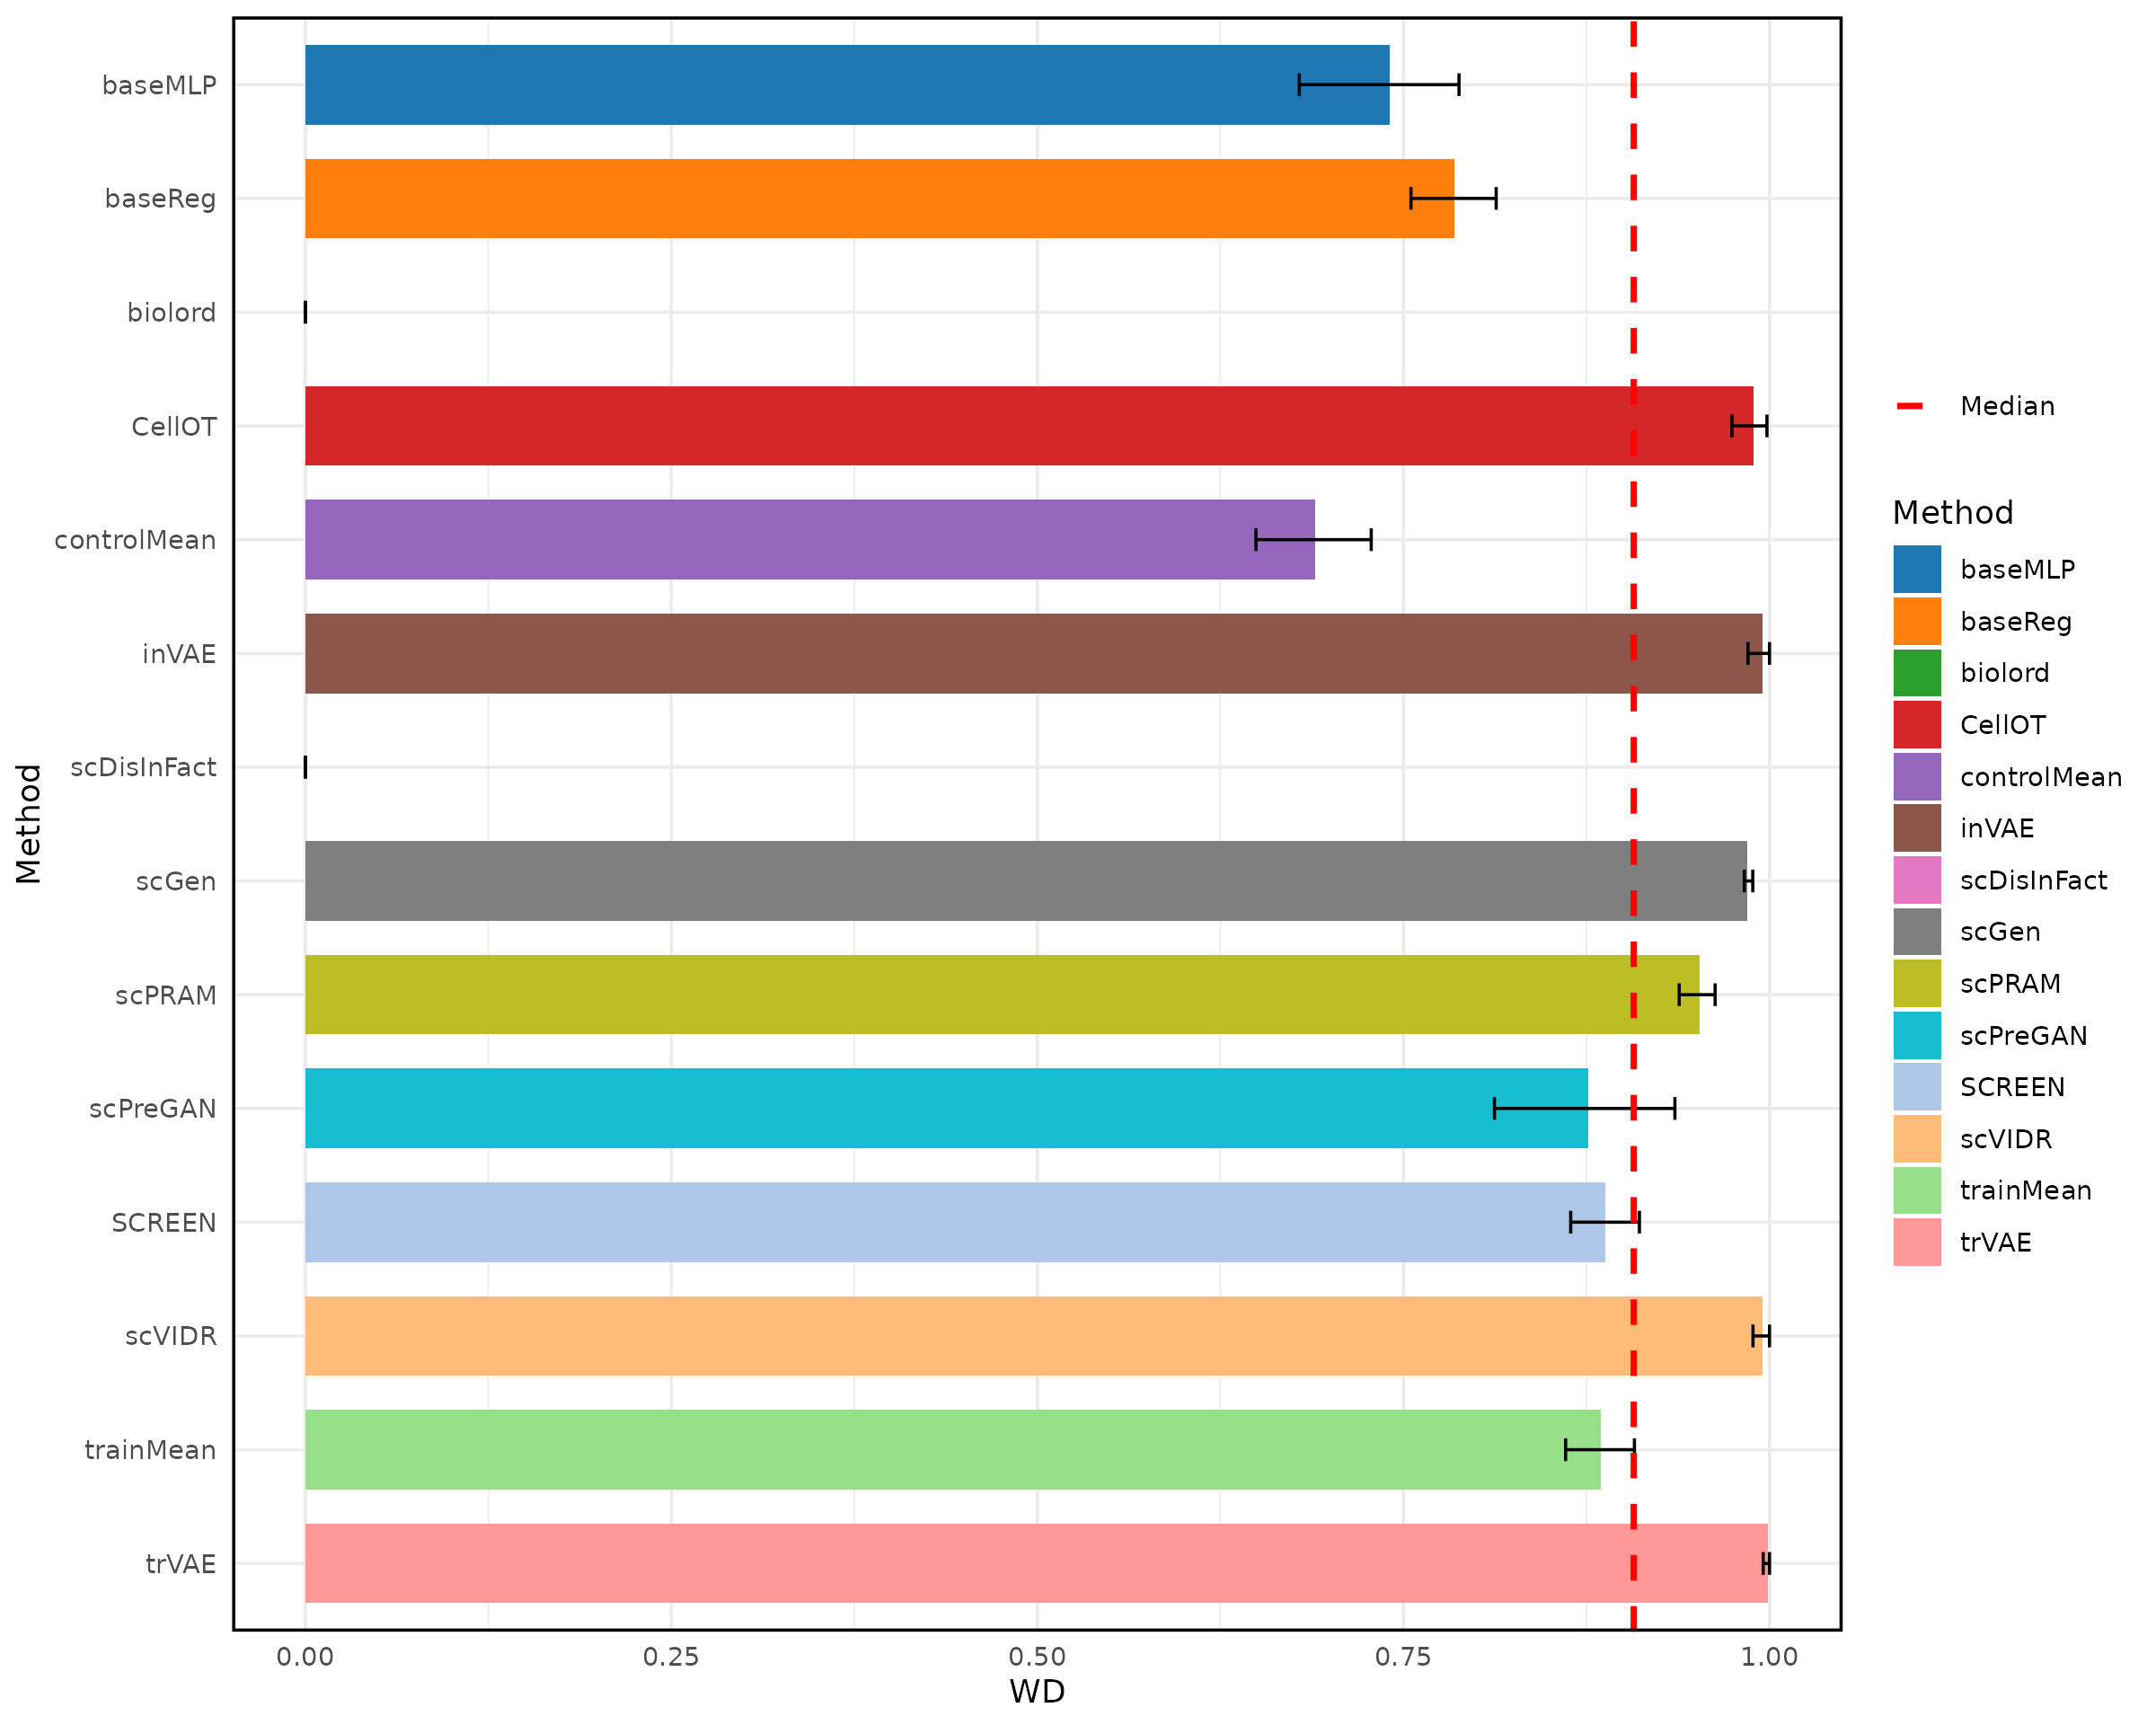 baseMLP
baseReg
biolord
CellOT
controlMean
inVAE
scDisInFact
scGen
scPRAM
scPreGAN
SCREEN
scVIDR
trainMean
trVAE
Method
0.00 0.25 0.50 0.75 1.00
WD
Median
Method
baseMLP
baseReg
biolord
CellOT
controlMean
inVAE
scDisInFact
scGen
scPRAM
scPreGAN
SCREEN
scVIDR
trainMean
trVAE